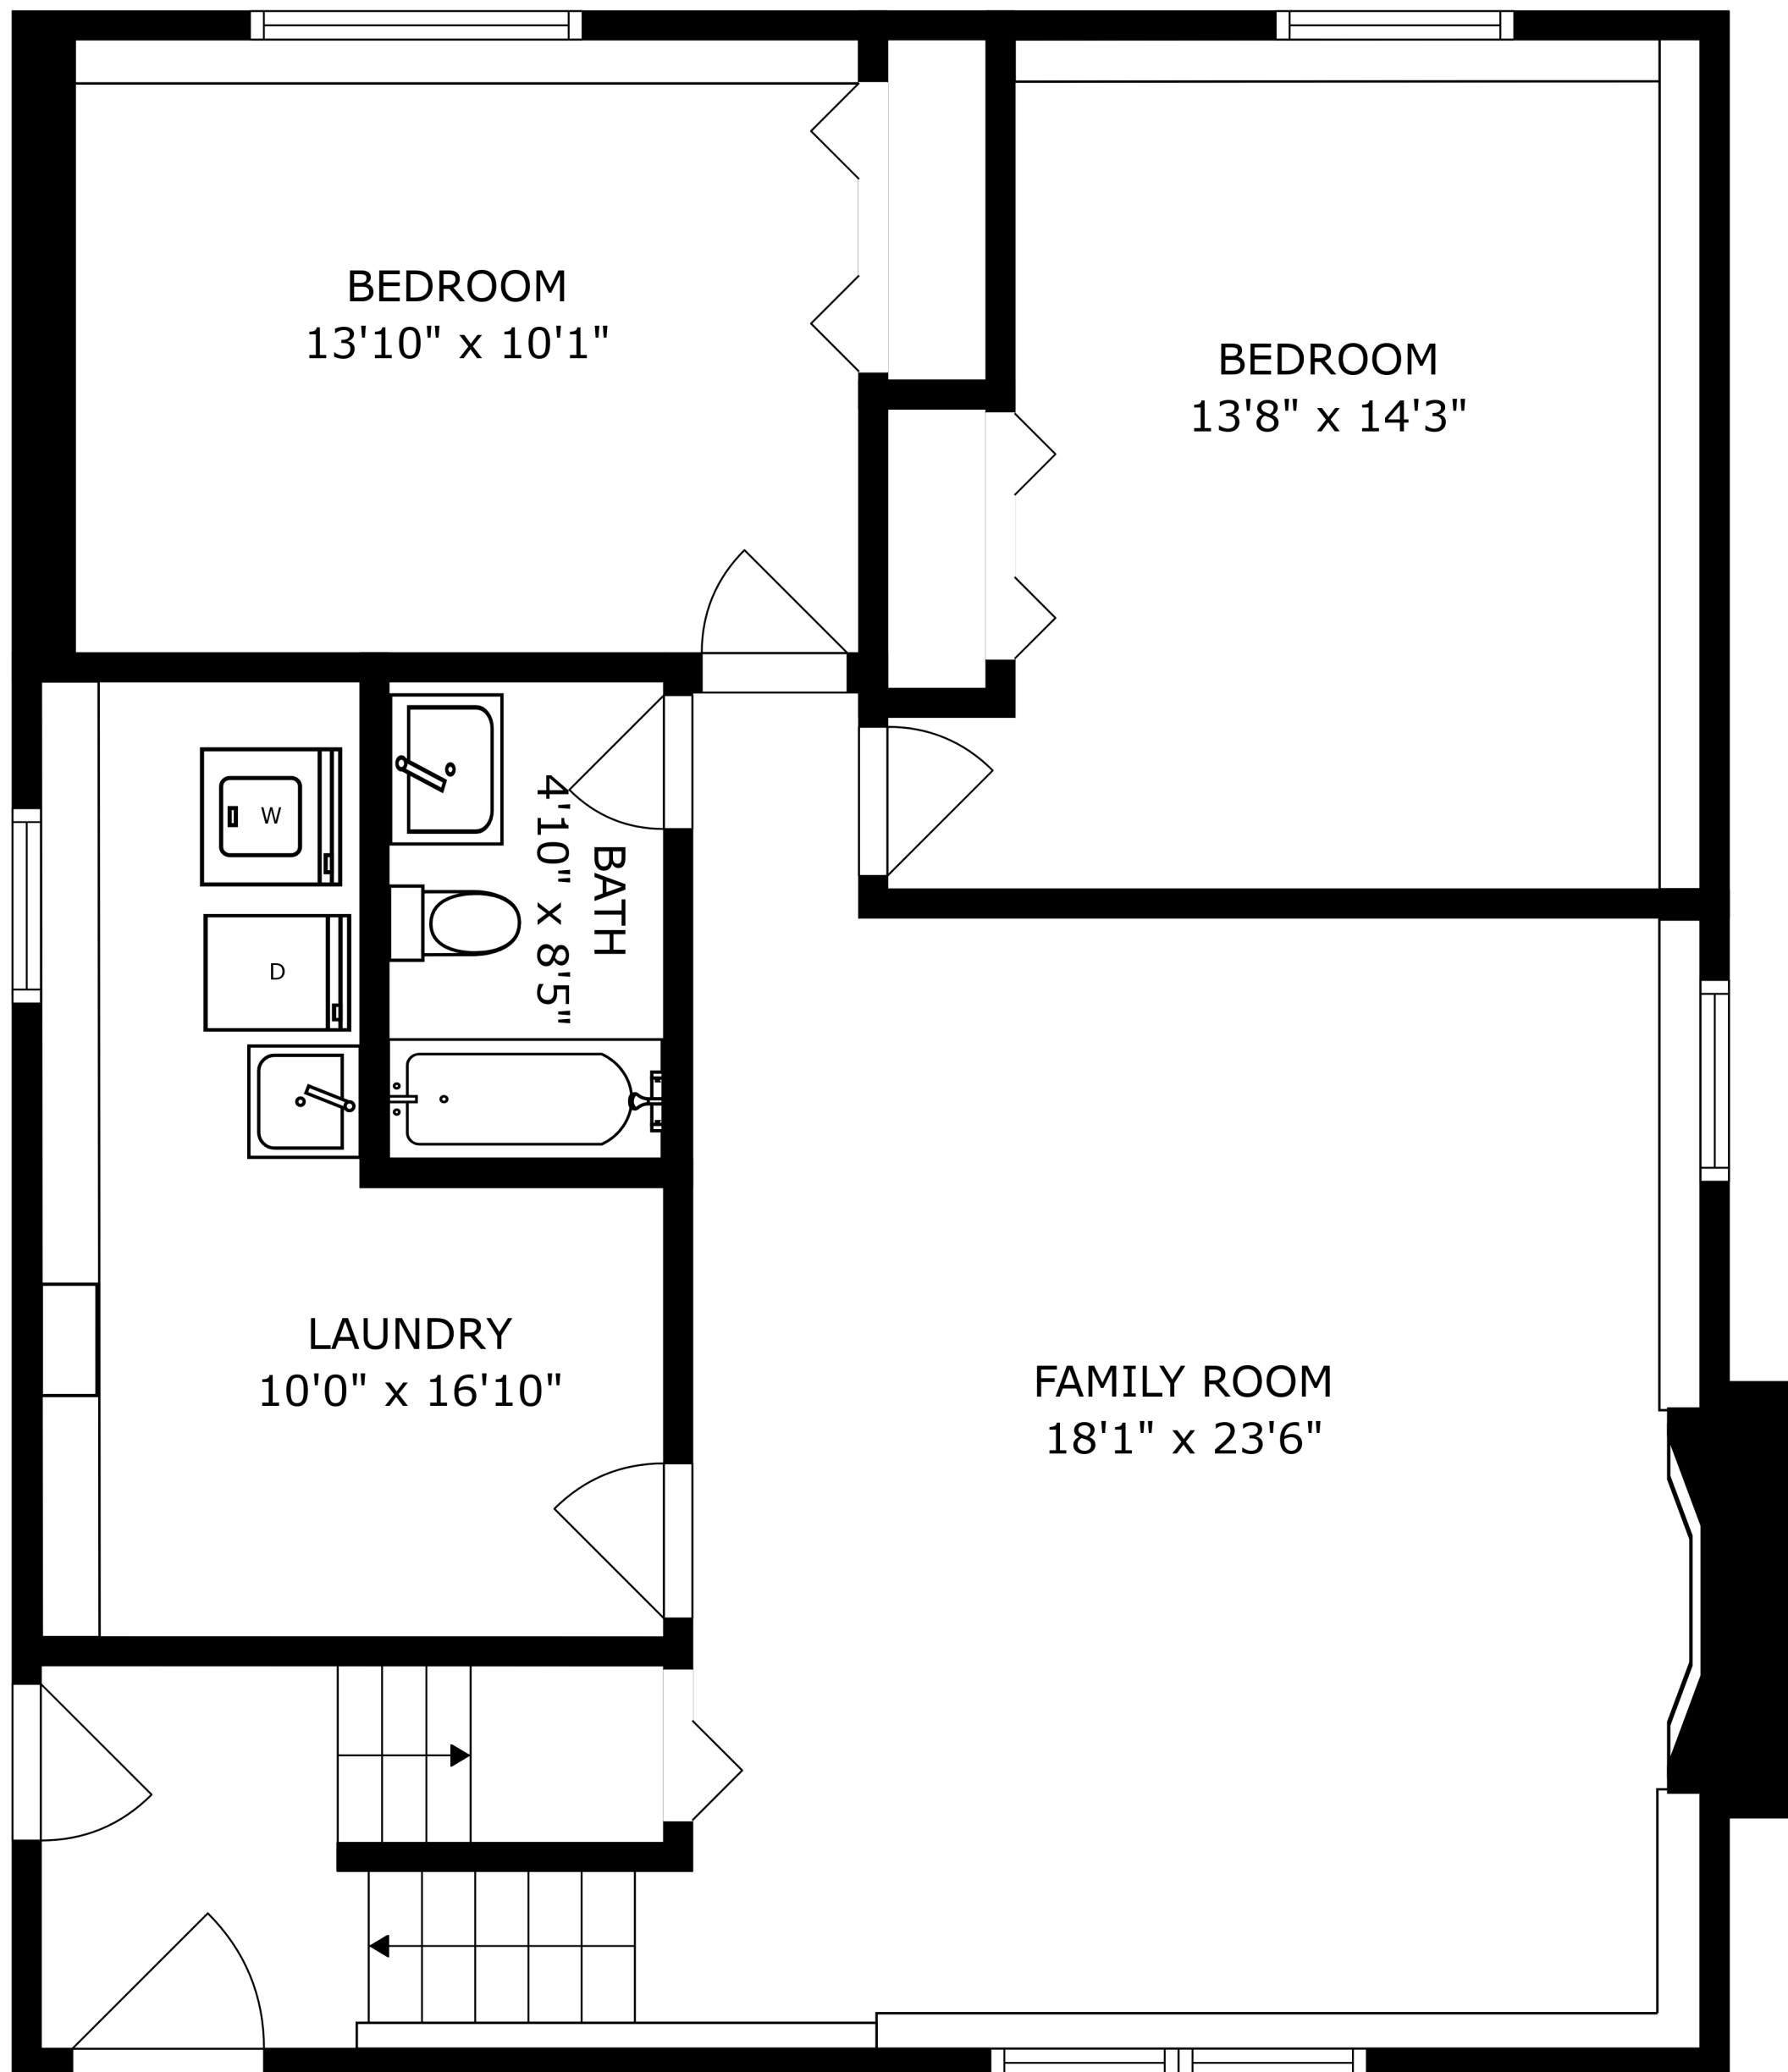 BEDROOM
13'10" x 10'1"
BEDROOM
13'8" x 14'3"
W
D
BATH
4'10" x 8'5"
LAUNDRY
10'0" x 16'10"
FAMILY ROOM
18'1" x 23'6"